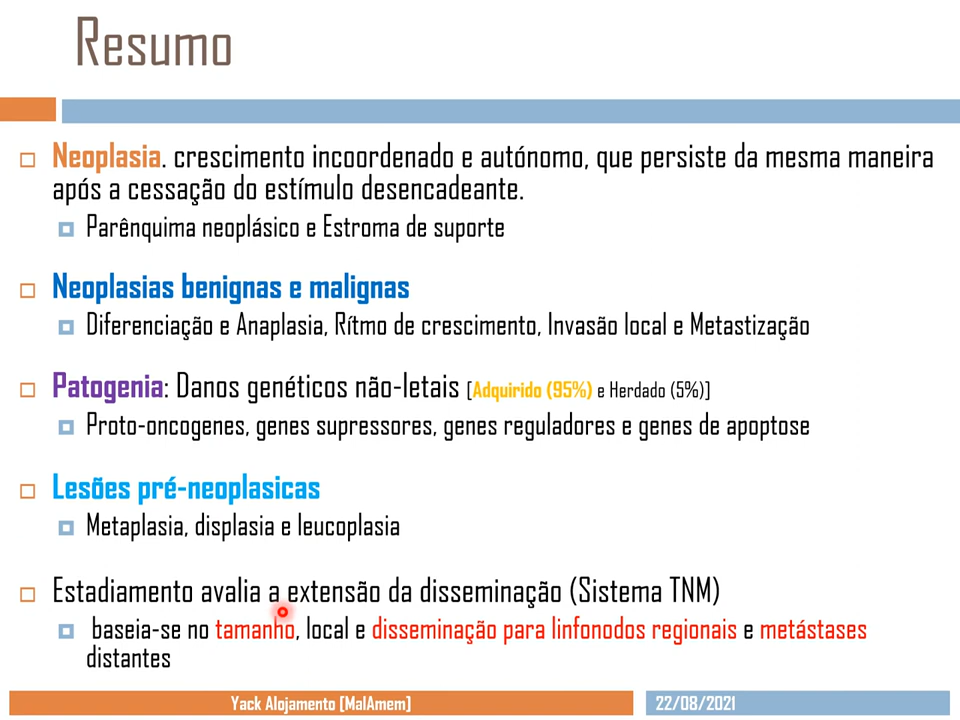 Resumo
Neoplasia. crescimento incoordenado e autónomo, que persiste da mesma maneira
após a cessação do estímulo desencadeante.
Parênquima neoplásico e Estroma de suporte
Neoplasias benignas e malignas
Diferenciação e Anaplasia, Rítmo de crescimento, Invasão local e Metastização
Patogenia: Danos genéticos não-letais [Adquirido (95%) e Herdado (5%)]
Proto-oncogenes, genes supressores, genes reguladores e genes de apoptose
Lesões pré-neoplasicas
Metaplasia, displasia e leucoplasia
Estadiamento avalia a extensão da disseminação (Sistema TNM)
baseia-se no tamanho, local e disseminação para linfonodos regionais e metástases
distantes
Yack Alojamento [MalAmem] 22/08/2021